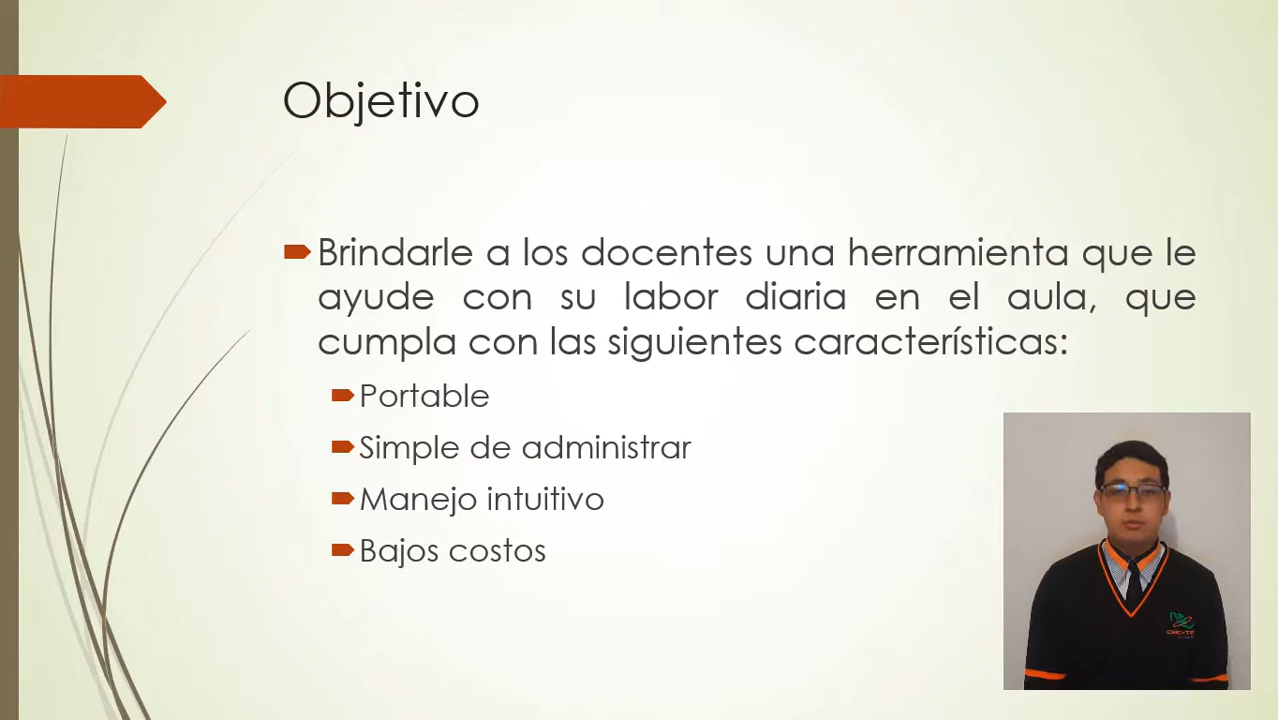 Objetivo
Brindarle a los docentes una herramienta que le
ayude con su labor diaria en el aula, que
cumpla con las siguientes características:
Portable
Simple de administrar
Manejo intuitivo
Bajos costos